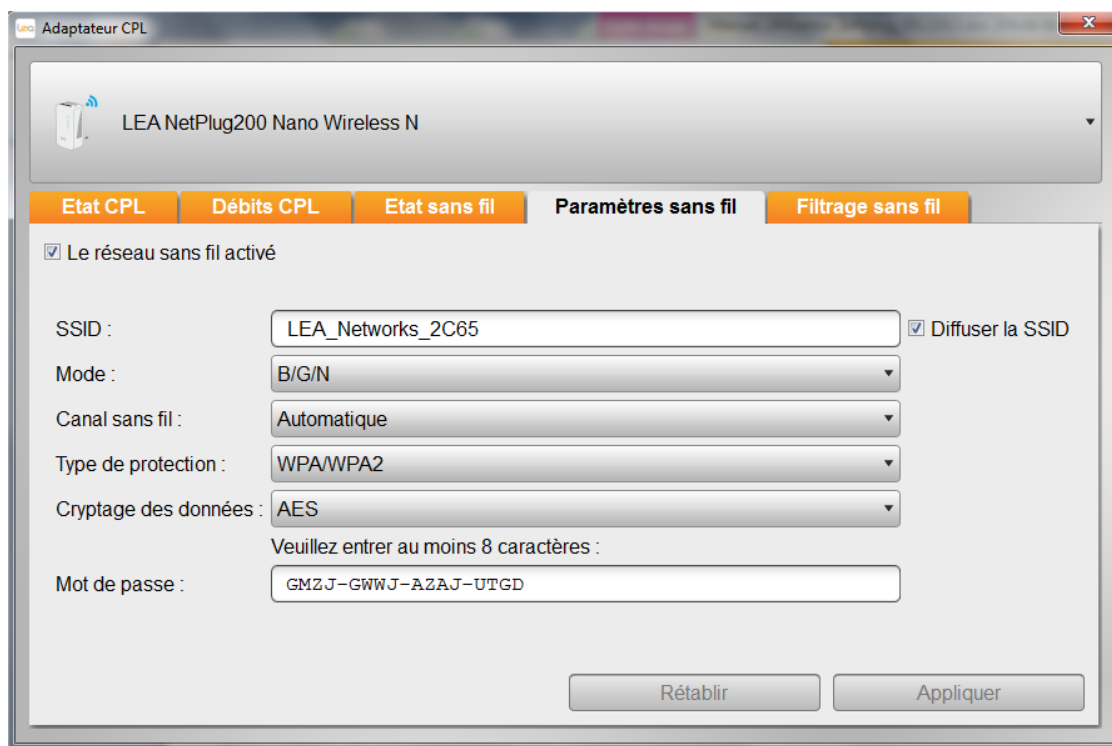 Lea Adaptateur CPL
LEA NetPlug200 Nano Wireless N
Etat CPL Débits CPL Etat sans fil Paramètres sans fil Filtrage sans fil
Le réseau sans fil activé
SSID : LEA_Networks_2C65 Diffuser la SSID
Mode : B/G/N
Canal sans fil : Automatique
Type de protection : WPA/WPA2
Cryptage des données : AES
Veuillez entrer au moins 8 caractères :
Mot de passe : GMZJ-GWWJ-AZAJ-UTGD
Rétablir Appliquer